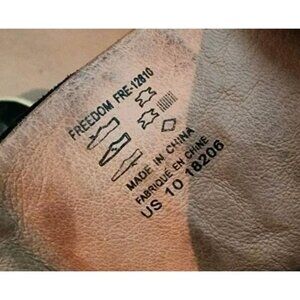 FREEDOM FRE-12810
MADE IN CHINA
FABRIQUÉ EN CHINE
US 10 18206